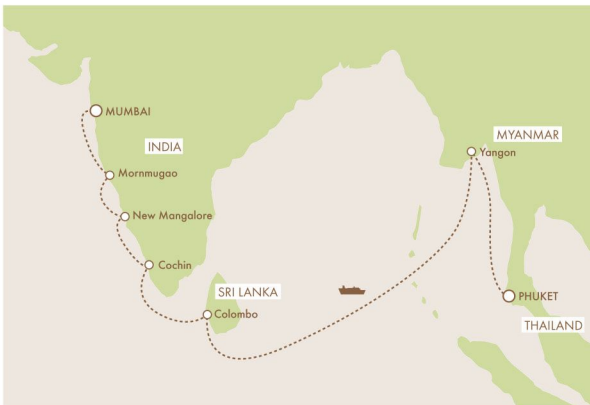 MUMBAI
INDIA
MYANMAR
Yangon
Mornmugao
New Mangalore
Cochin
SRI LANKA
Colombo
PHUKET
THAILAND